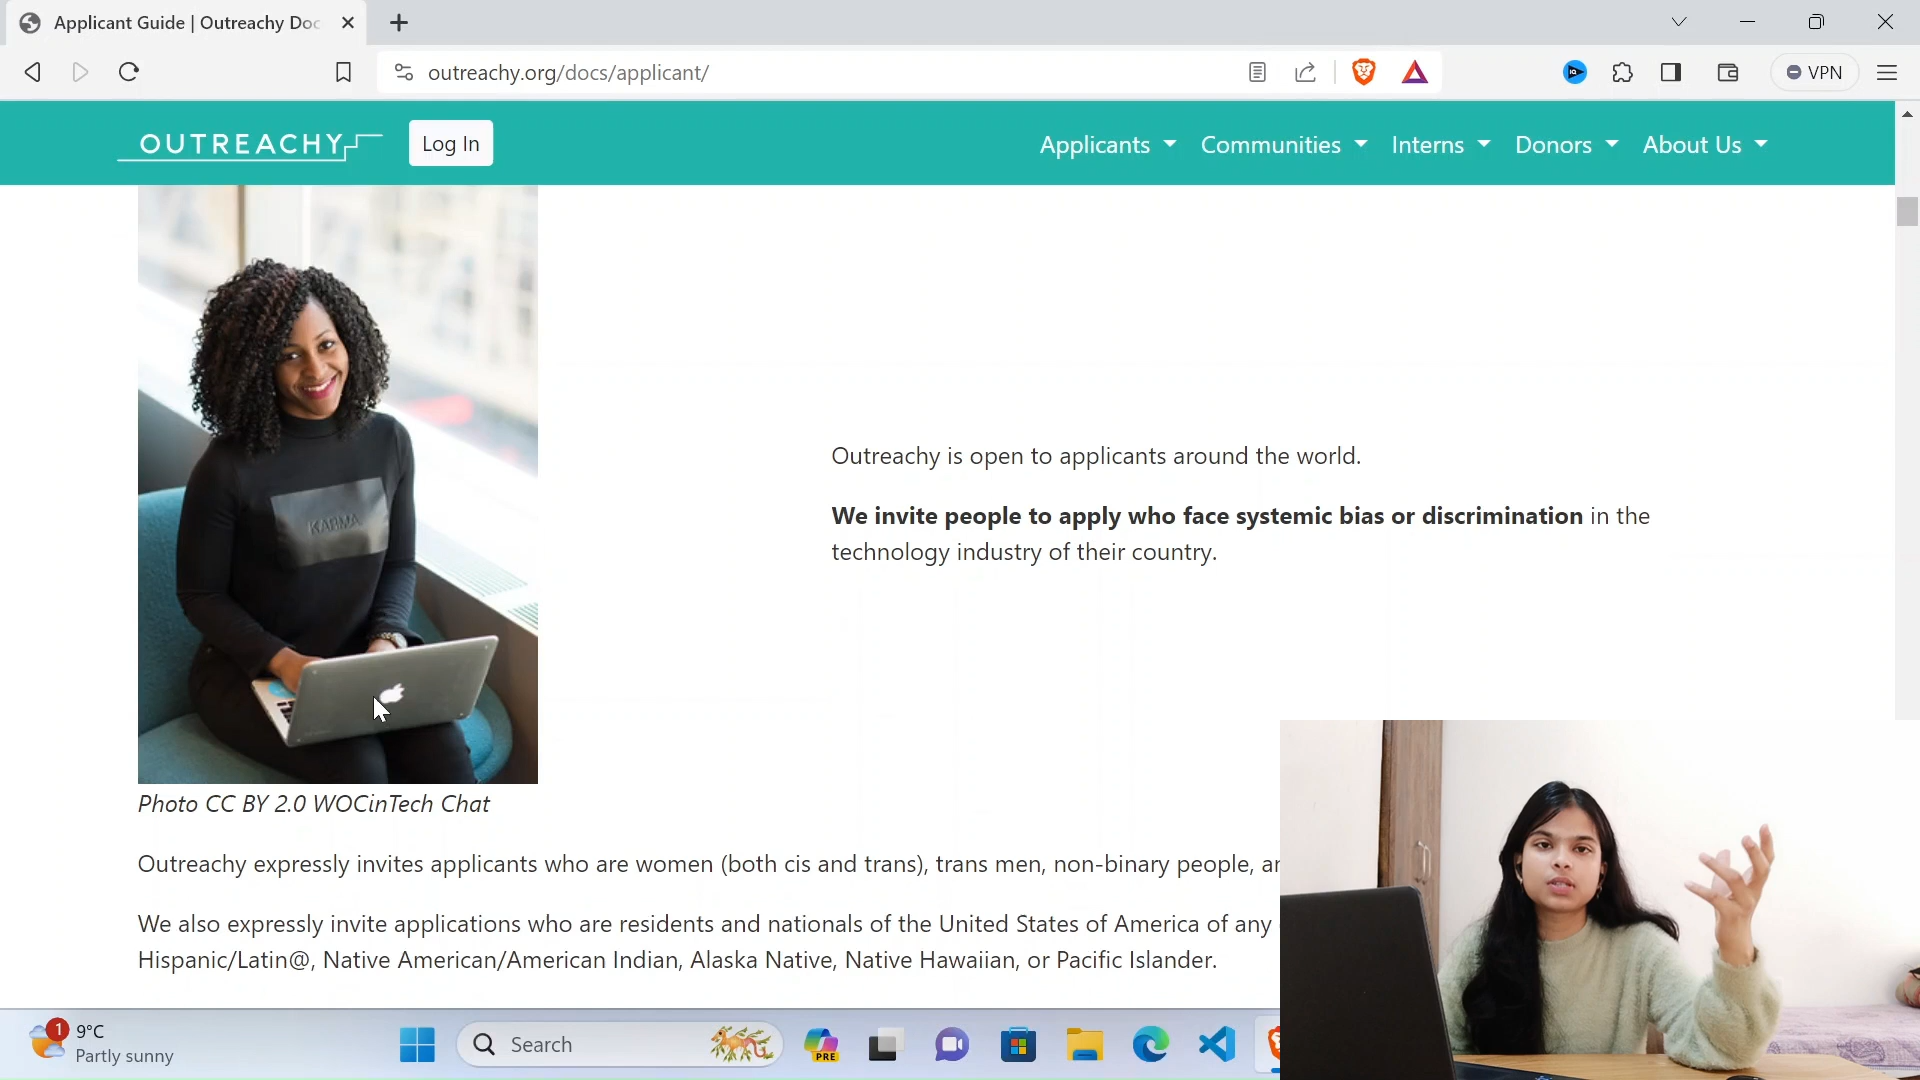 Applicant Guide | Outreachy Doc
outreachy.org/docs/applicant/
VPN
OUTREACHY
Log In
Applicants
Communities
Interns
Donors
About Us
KARMA
Outreachy is open to applicants around the world.
We invite people to apply who face systemic bias or discrimination in the
technology industry of their country.
Photo CC BY 2.0 WOCinTech Chat
Outreachy expressly invites applicants who are women (both cis and trans), trans men, non-binary people,
We also expressly invite applications who are residents and nationals of the United States of America of any
Hispanic/Latin@, Native American/American Indian, Alaska Native, Native Hawaiian, or Pacific Islander.
1
9°C
Partly sunny
Search
PRE